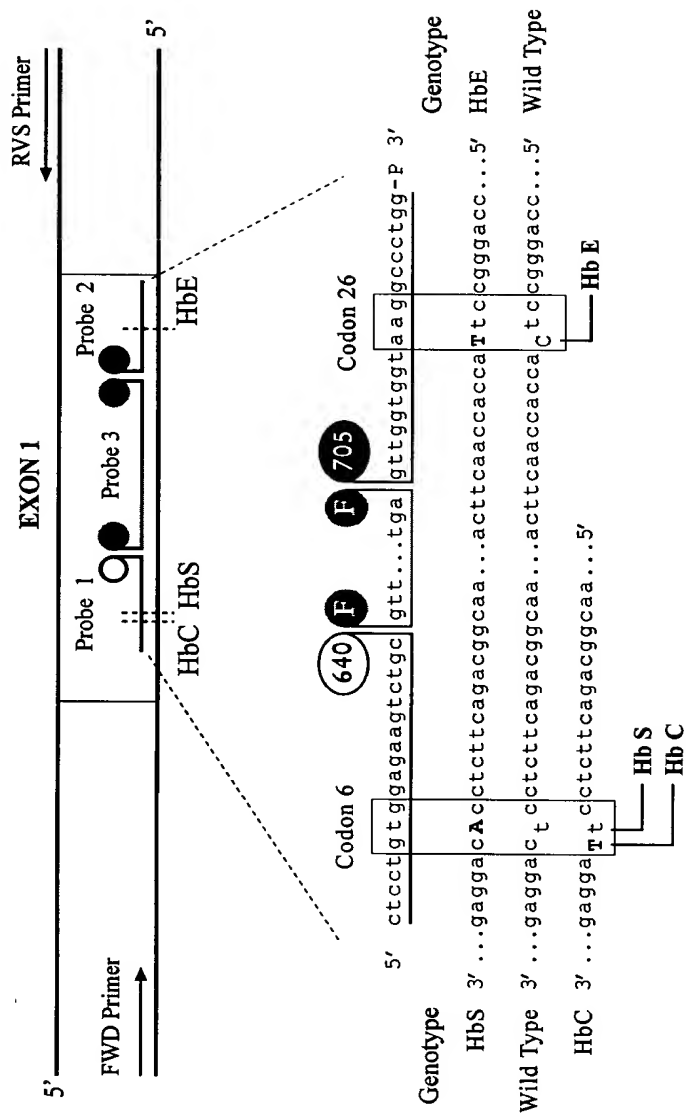 EXON 1
5'
RVS Primer
FWD Primer
5'
Probe 1
Probe 3
Probe 2
HbC HbS
HbE
Codon 6
Codon 26
640
F
F
705
5' ctcctgtggagaagtctgc gtt...tga gttggtggtaaggccctgg-P 3'
Genotype
Genotype
HbS 3' ...gaggacAcctcttcagacggcaa...acttcaaccaccaTtccgggacc...5' HbE
Wild Type 3' ...gaggactcctcttcagacggcaa...acttcaaccaccactccgggacc...5' Wild Type
HbC 3' ...gaggaTtcctcttcagacggcaa...5'
Hb S
Hb C
Hb E